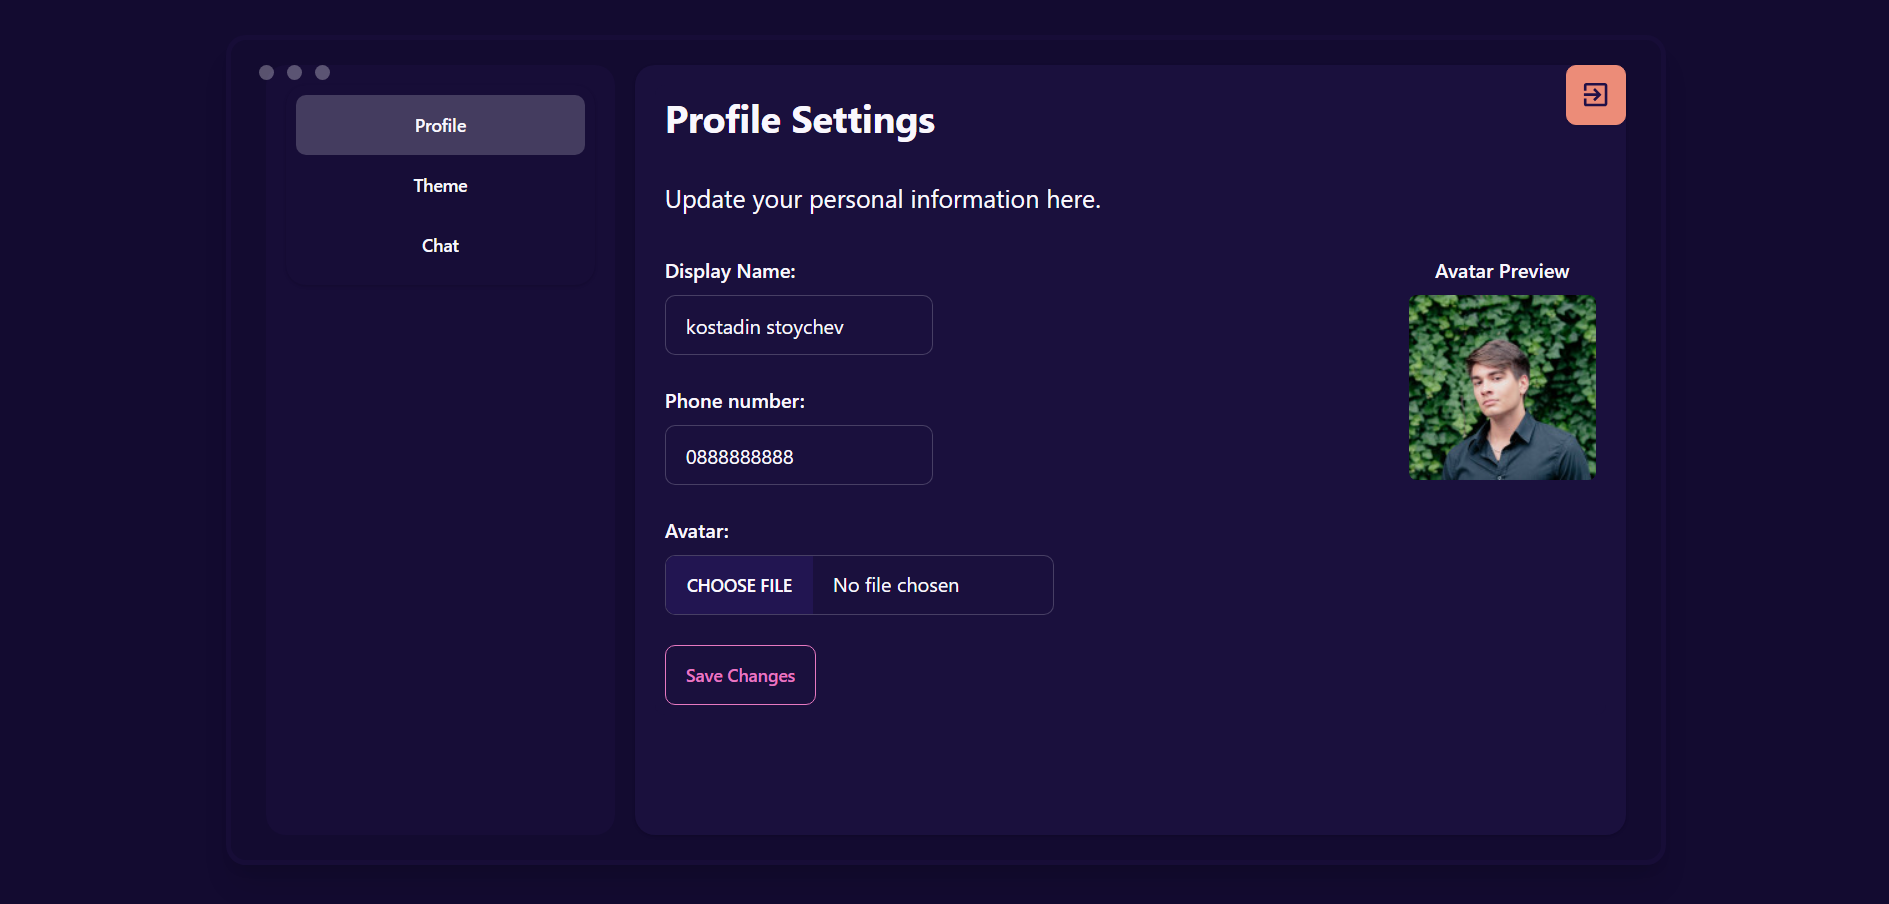 Profile
Theme
Chat
Profile Settings
Update your personal information here.
Display Name:
kostadin stoychev
Phone number:
0888888888
Avatar:
CHOOSE FILE No file chosen
Save Changes
Avatar Preview